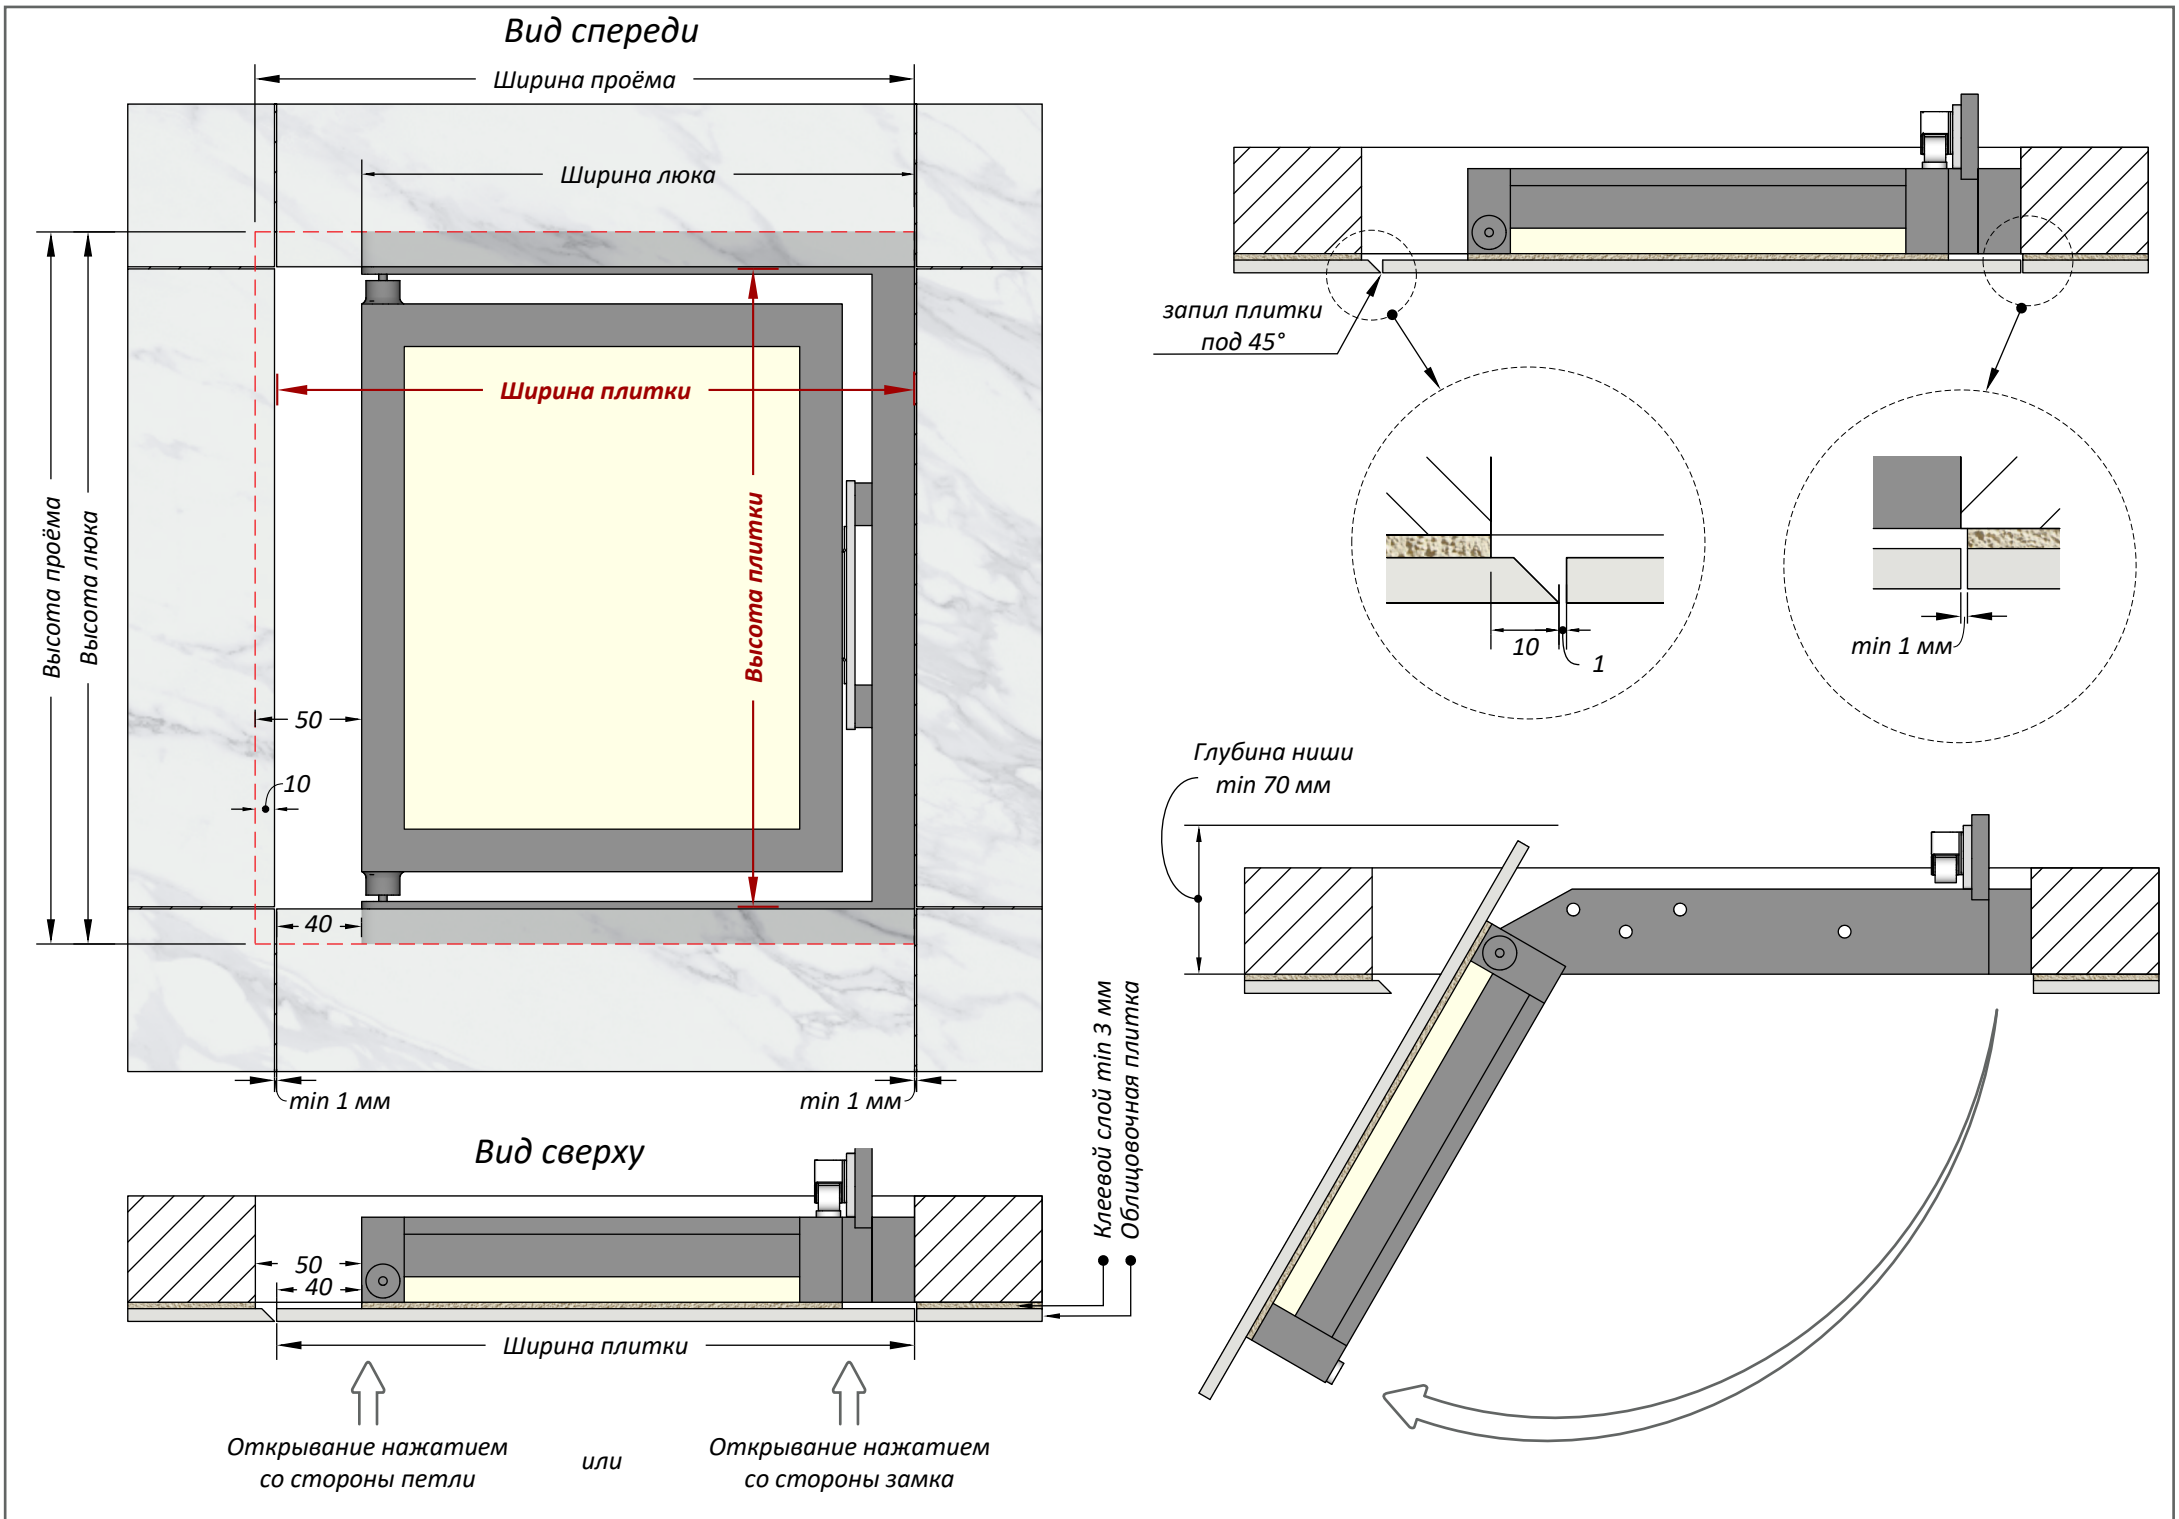 Вид спереди
Ширина проёма
Ширина люка
Ширина плитки
Высота проёма
Высота люка
Высота плитки
50
10
40
min 1 мм
min 1 мм
Вид сверху
50
40
Ширина плитки
Клеевой слой min 3 мм
Облицовочная плитка
Открывание нажатием
со стороны петли
или
Открывание нажатием
со стороны замка
запил плитки
под 45°
10
1
min 1 мм
Глубина ниши
min 70 мм